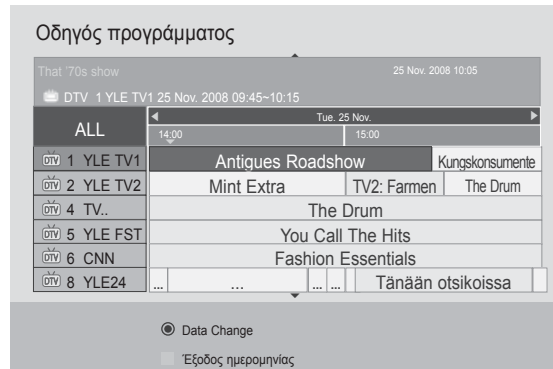 Οδηγός προγράμματος
That '70s show
25 Nov. 2008 10:05
DTV 1 YLE TV1 25 Nov. 2008 09:45~10:15
ALL
Tue. 25 Nov.
14:00 15:00
DTV 1 YLE TV1 Antigues Roadshow Kungskonsumente
DTV 2 YLE TV2 Mint Extra TV2: Farmen The Drum
DTV 4 TV.. The Drum
DTV 5 YLE FST You Call The Hits
DTV 6 CNN Fashion Essentials
DTV 8 YLE24 ... ... ... ... Tänään otsikoissa
Data Change
Έξοδος ημερομηνίας